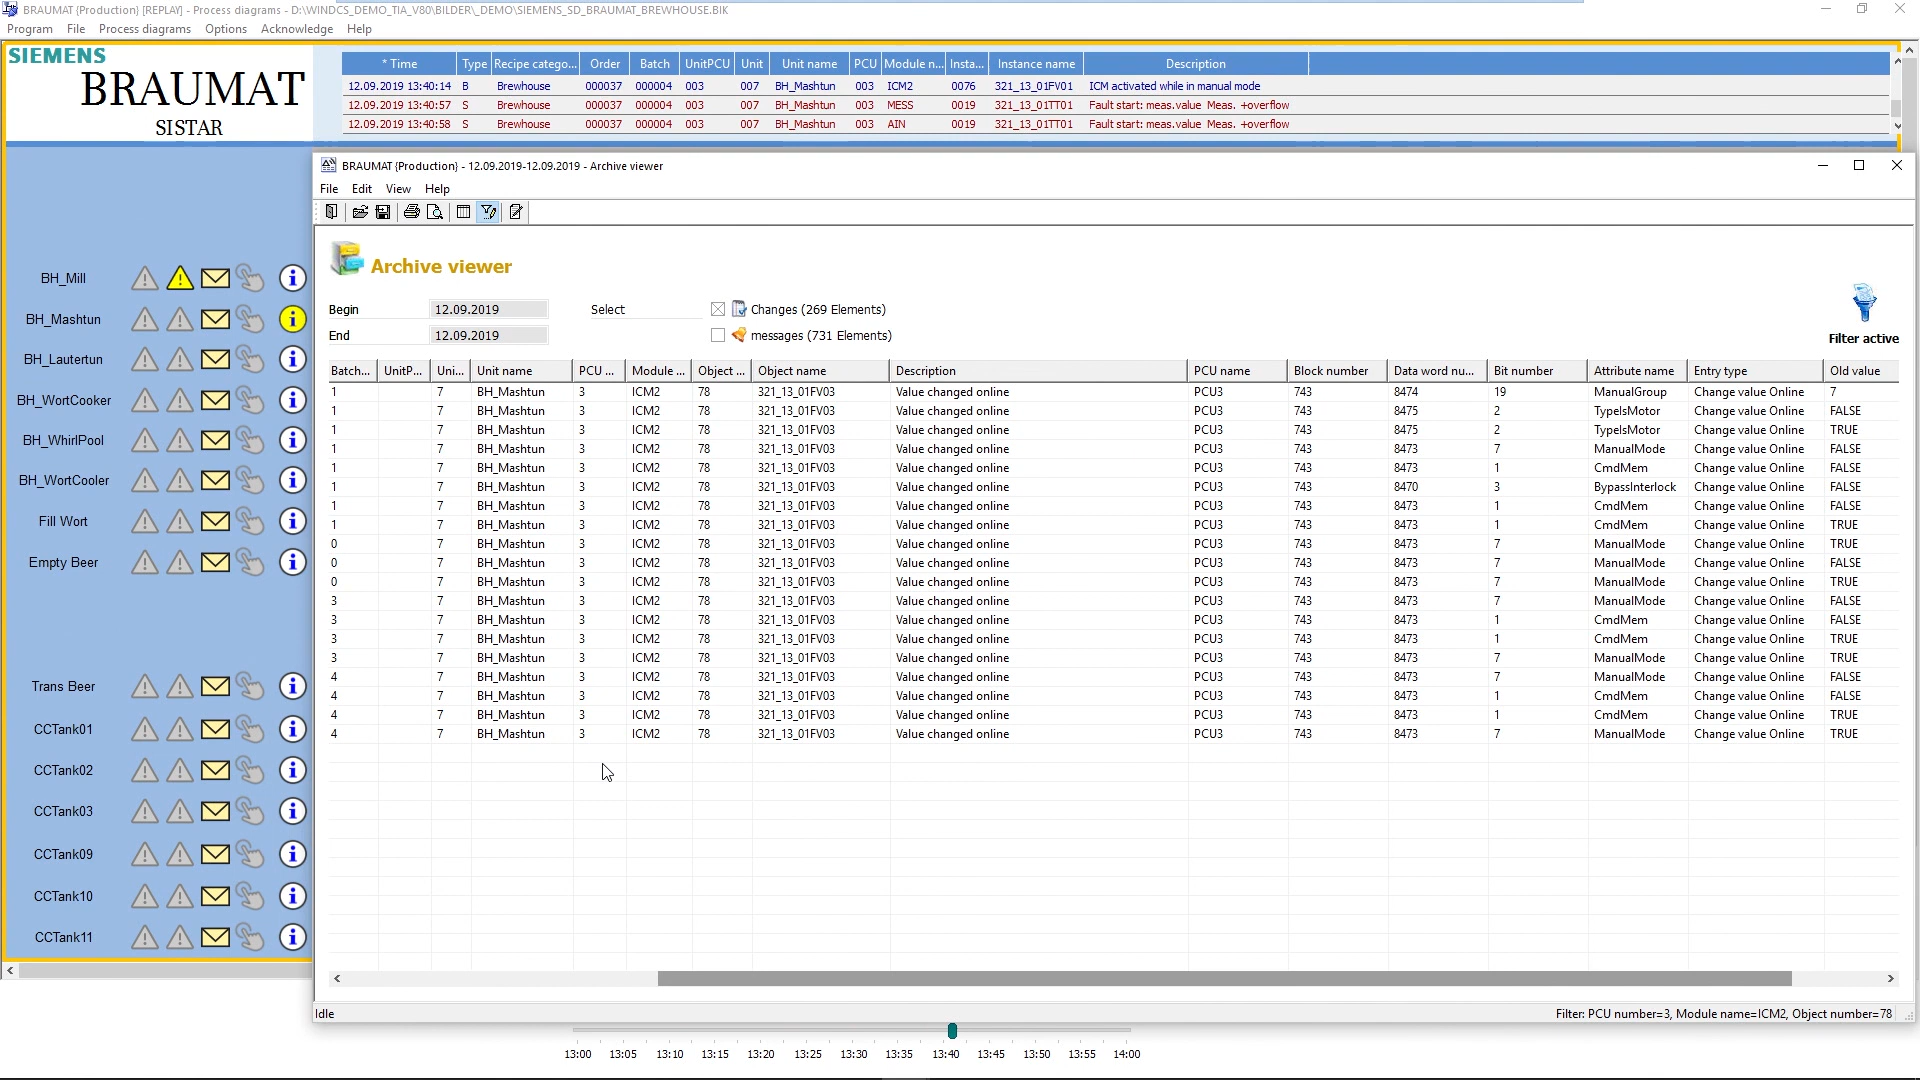 BRAUMAT {Production} [REPLAY] - Process diagrams - D:\WINDCS_DEMO_TIA_V80\BILDER\_DEMO\SIEMENS_SD_BRAUMAT_BREWHOUSE.BIK
Program File Process diagrams Options Acknowledge Help
SIEMENS
BRAUMAT
SISTAR
* Time Type Recipe catego... Order Batch UnitPCU Unit Unit name PCU Module n... Insta... Instance name Description
12.09.2019 13:40:14 B Brewhouse 000037 000004 003 007 BH_Mashtun 003 ICM2 0076 321_13_01FV01 ICM activated while in manual mode
12.09.2019 13:40:57 S Brewhouse 000037 000004 003 007 BH_Mashtun 003 MESS 0019 321_13_01TT01 Fault start: meas.value Meas. +overflow
12.09.2019 13:40:58 S Brewhouse 000037 000004 003 007 BH_Mashtun 003 AIN 0019 321_13_01TT01 Fault start: meas.value Meas. +overflow
BRAUMAT {Production} - 12.09.2019-12.09.2019 - Archive viewer
File Edit View Help
Archive viewer
Begin 12.09.2019 Select Changes (269 Elements)
End 12.09.2019 messages (731 Elements)
Filter active
Batch... UnitP... Uni... Unit name PCU ... Module ... Object ... Object name Description PCU name Block number Data word nu... Bit number Attribute name Entry type Old value
1 7 BH_Mashtun 3 ICM2 78 321_13_01FV03 Value changed online PCU3 743 8474 19 ManualGroup Change value Online 7
1 7 BH_Mashtun 3 ICM2 78 321_13_01FV03 Value changed online PCU3 743 8475 2 TypeIsMotor Change value Online FALSE
1 7 BH_Mashtun 3 ICM2 78 321_13_01FV03 Value changed online PCU3 743 8475 2 TypeIsMotor Change value Online TRUE
1 7 BH_Mashtun 3 ICM2 78 321_13_01FV03 Value changed online PCU3 743 8473 7 ManualMode Change value Online FALSE
1 7 BH_Mashtun 3 ICM2 78 321_13_01FV03 Value changed online PCU3 743 8473 1 CmdMem Change value Online FALSE
1 7 BH_Mashtun 3 ICM2 78 321_13_01FV03 Value changed online PCU3 743 8470 3 BypassInterlock Change value Online FALSE
1 7 BH_Mashtun 3 ICM2 78 321_13_01FV03 Value changed online PCU3 743 8473 1 CmdMem Change value Online FALSE
1 7 BH_Mashtun 3 ICM2 78 321_13_01FV03 Value changed online PCU3 743 8473 1 CmdMem Change value Online TRUE
0 7 BH_Mashtun 3 ICM2 78 321_13_01FV03 Value changed online PCU3 743 8473 7 ManualMode Change value Online TRUE
0 7 BH_Mashtun 3 ICM2 78 321_13_01FV03 Value changed online PCU3 743 8473 7 ManualMode Change value Online FALSE
0 7 BH_Mashtun 3 ICM2 78 321_13_01FV03 Value changed online PCU3 743 8473 7 ManualMode Change value Online TRUE
3 7 BH_Mashtun 3 ICM2 78 321_13_01FV03 Value changed online PCU3 743 8473 7 ManualMode Change value Online FALSE
3 7 BH_Mashtun 3 ICM2 78 321_13_01FV03 Value changed online PCU3 743 8473 1 CmdMem Change value Online FALSE
3 7 BH_Mashtun 3 ICM2 78 321_13_01FV03 Value changed online PCU3 743 8473 1 CmdMem Change value Online TRUE
3 7 BH_Mashtun 3 ICM2 78 321_13_01FV03 Value changed online PCU3 743 8473 7 ManualMode Change value Online TRUE
4 7 BH_Mashtun 3 ICM2 78 321_13_01FV03 Value changed online PCU3 743 8473 7 ManualMode Change value Online FALSE
4 7 BH_Mashtun 3 ICM2 78 321_13_01FV03 Value changed online PCU3 743 8473 1 CmdMem Change value Online FALSE
4 7 BH_Mashtun 3 ICM2 78 321_13_01FV03 Value changed online PCU3 743 8473 1 CmdMem Change value Online TRUE
4 7 BH_Mashtun 3 ICM2 78 321_13_01FV03 Value changed online PCU3 743 8473 7 ManualMode Change value Online TRUE
BH_Mill
BH_Mashtun
BH_Lautertun
BH_WortCooker
BH_WhirlPool
BH_WortCooler
Fill Wort
Empty Beer
Trans Beer
CCTank01
CCTank02
CCTank03
CCTank09
CCTank10
CCTank11
Idle Filter: PCU number=3, Module name=ICM2, Object number=78
13:00 13:05 13:10 13:15 13:20 13:25 13:30 13:35 13:40 13:45 13:50 13:55 14:00